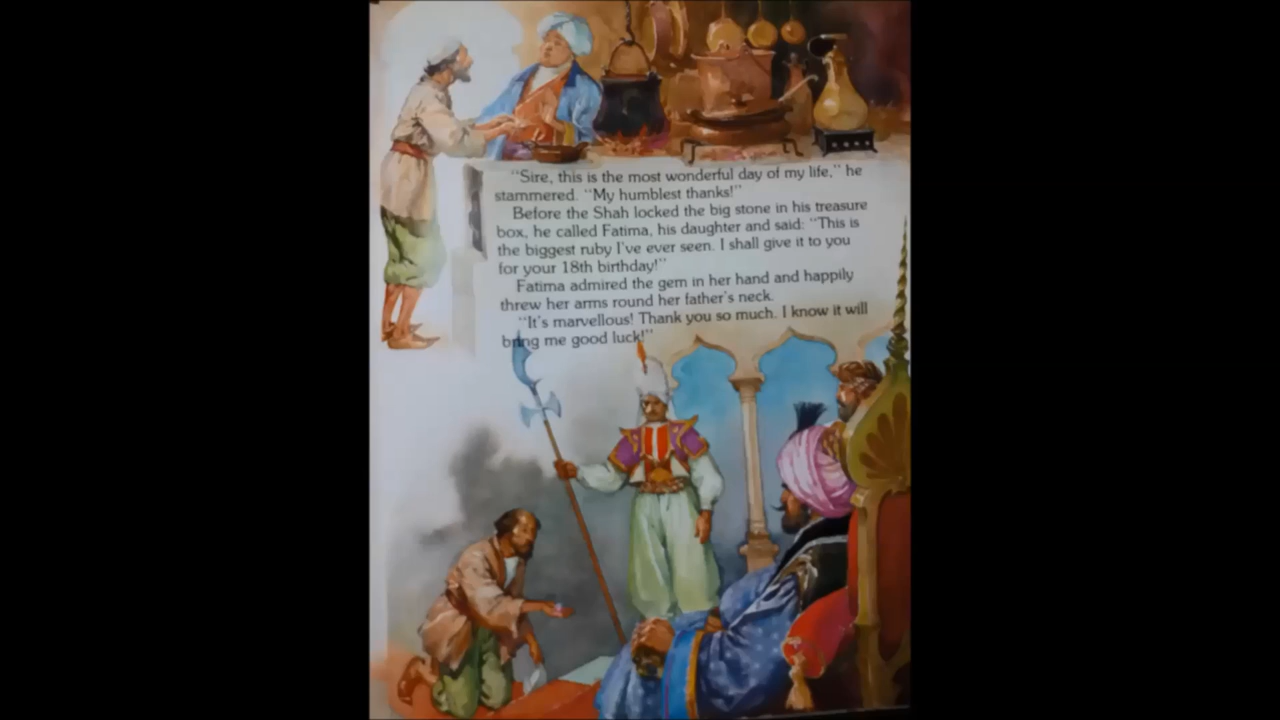 "Sire, this is the most wonderful day of my life," he
stammered. "My humblest thanks!"
Before the Shah locked the big stone in his treasure
box, he called Fatima, his daughter and said: "This is
the biggest ruby I've ever seen. I shall give it to you
for your 18th birthday!"
Fatima admired the gem in her hand and happily
threw her arms round her father's neck.
"It's marvellous! Thank you so much. I know it will
bring me good luck!"